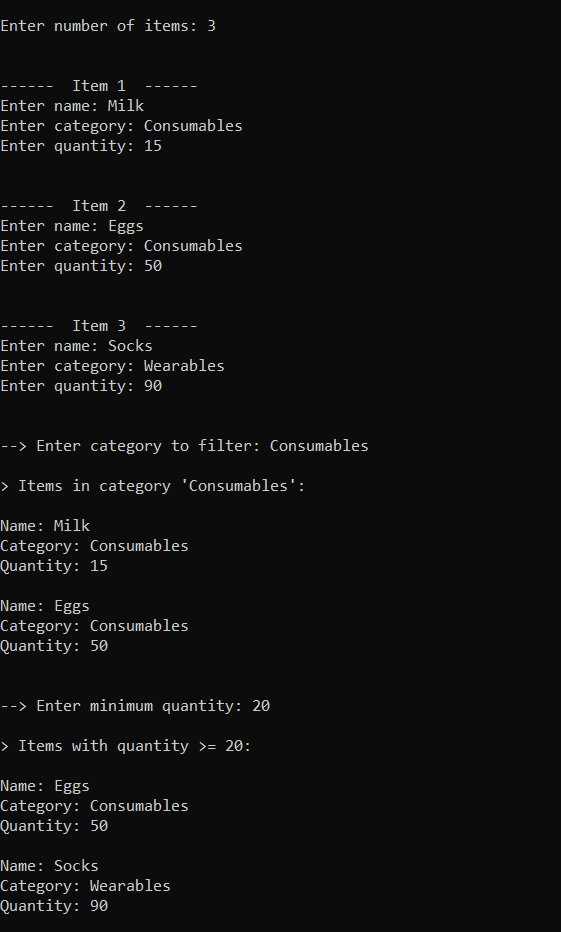 Enter number of items: 3
------  Item 1  ------
Enter name: Milk
Enter category: Consumables
Enter quantity: 15
------  Item 2  ------
Enter name: Eggs
Enter category: Consumables
Enter quantity: 50
------  Item 3  ------
Enter name: Socks
Enter category: Wearables
Enter quantity: 90
--> Enter category to filter: Consumables
> Items in category 'Consumables':
Name: Milk
Category: Consumables
Quantity: 15
Name: Eggs
Category: Consumables
Quantity: 50
--> Enter minimum quantity: 20
> Items with quantity >= 20:
Name: Eggs
Category: Consumables
Quantity: 50
Name: Socks
Category: Wearables
Quantity: 90